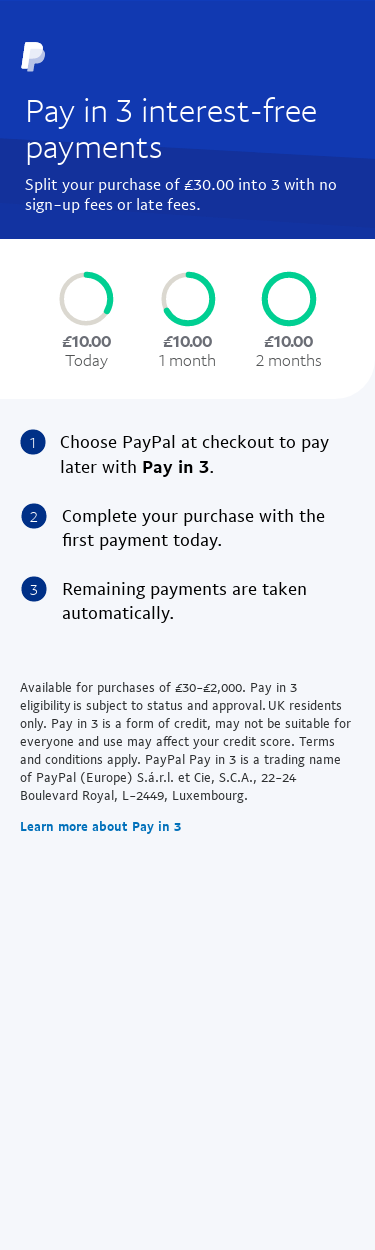 Pay in 3 interest-free
payments
Split your purchase of £30.00 into 3 with no
sign-up fees or late fees.
£10.00 £10.00 £10.00
Today 1 month 2 months
1 Choose PayPal at checkout to pay
later with Pay in 3.
2 Complete your purchase with the
first payment today.
3 Remaining payments are taken
automatically.
Available for purchases of £30-£2,000. Pay in 3
eligibility is subject to status and approval. UK residents
only. Pay in 3 is a form of credit, may not be suitable for
everyone and use may affect your credit score. Terms
and conditions apply. PayPal Pay in 3 is a trading name
of PayPal (Europe) S.á.r.l. et Cie, S.C.A., 22-24
Boulevard Royal, L-2449, Luxembourg.
Learn more about Pay in 3